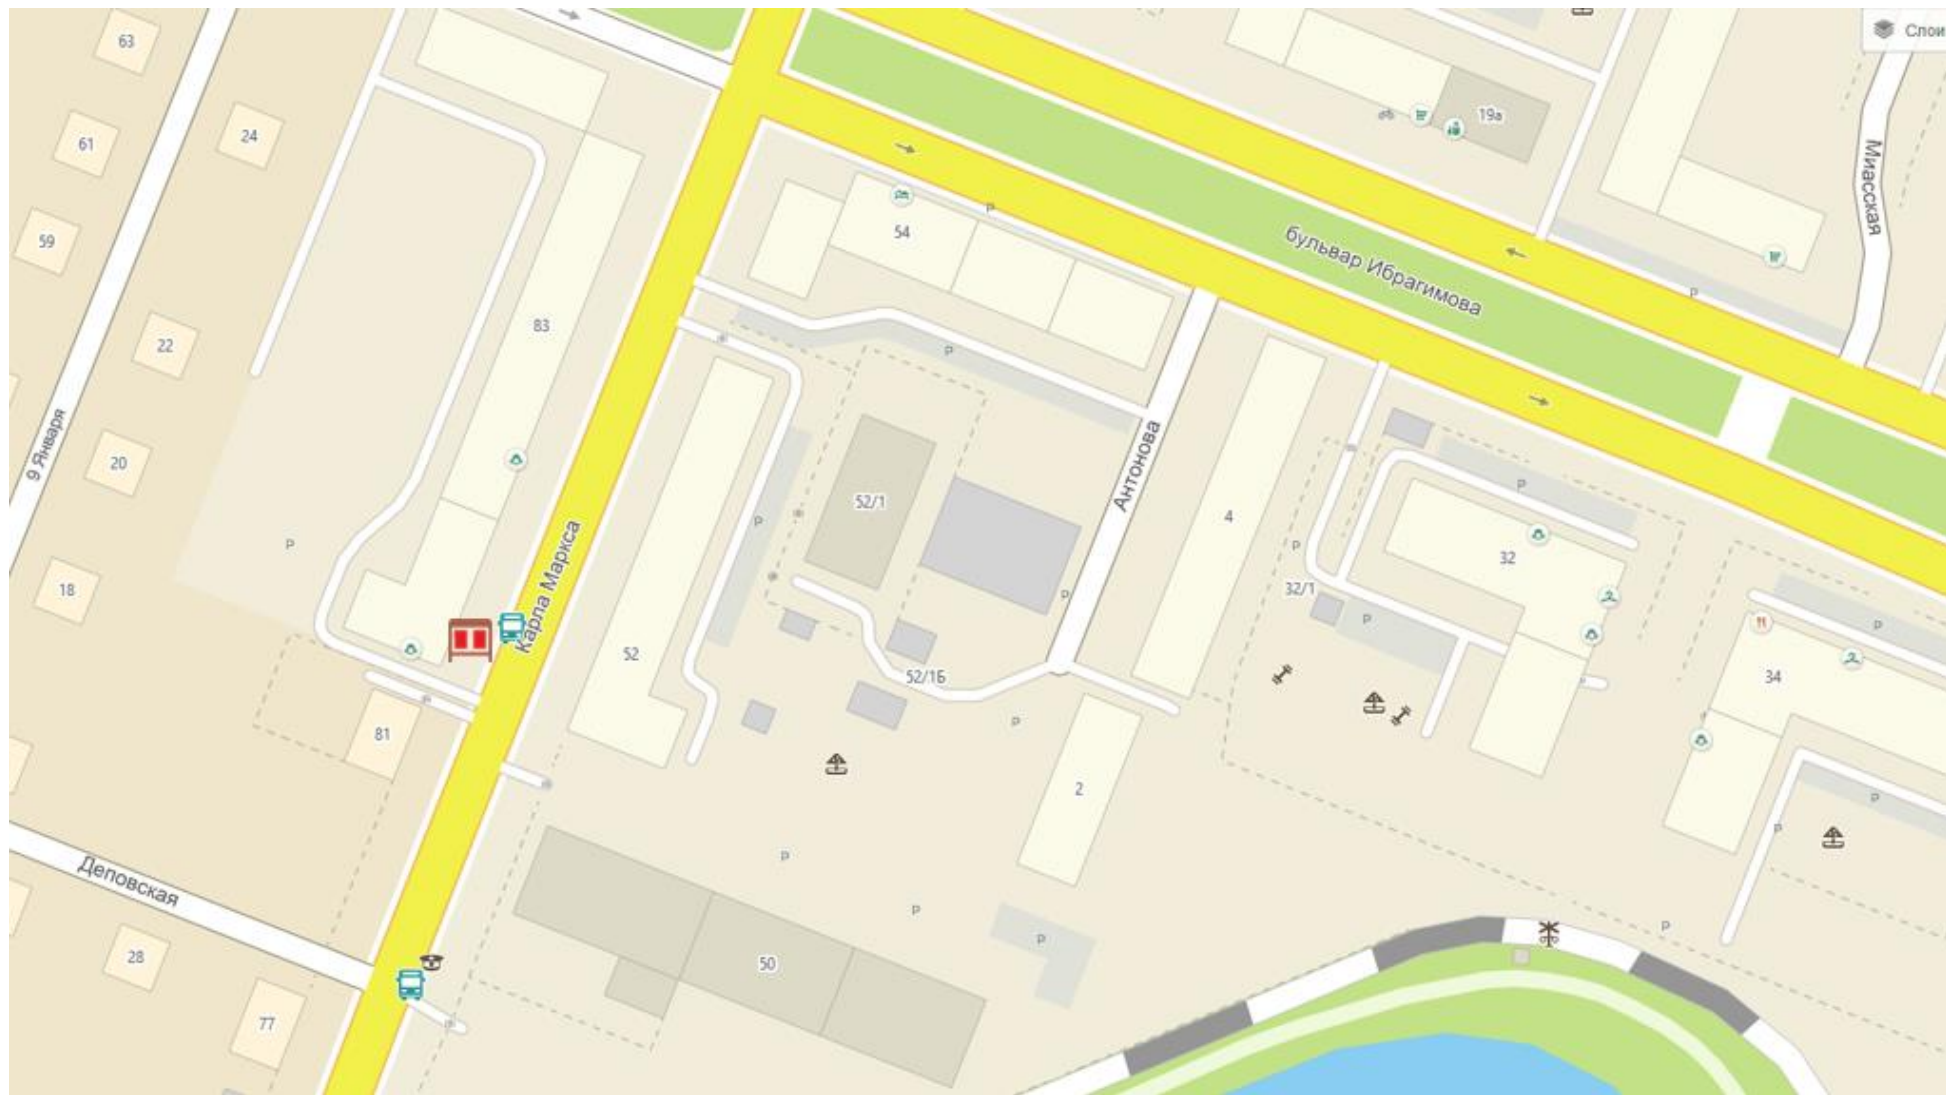 63
Слои
24
61
19а
Миасская
59
54
бульвар Ибрагимова
P
P
83
22
P
9 Января
20
Антонова
52/1
4
P
P
P
P
32
Карла Маркса
18
32/1
P
P
P
52
52/1Б
34
P
81
2
P
P
P
Деповская
P
P
P
28
50
77